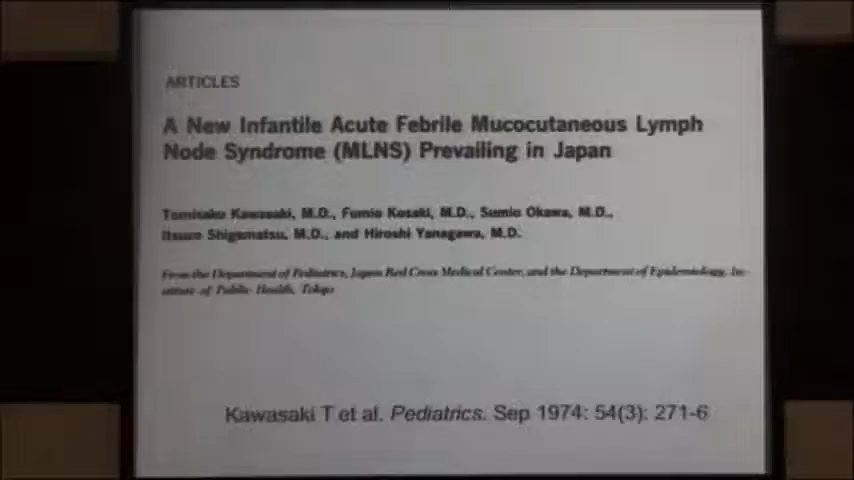 ARTICLES
A New Infantile Acute Febrile Mucocutaneous Lymph
Node Syndrome (MLNS) Prevailing in Japan
Tomisaku Kawasaki, M.D., Fumio Kosaki, M.D., Sumio Okawa, M.D.,
Itsuzo Shigematsu, M.D., and Hiroshi Yanagawa, M.D.
From the Department of Pediatrics, Japan Red Cross Medical Center, and the Department of Epidemiology, In-
stitute of Public Health, Tokyo
Kawasaki T et al. Pediatrics. Sep 1974: 54(3): 271-6